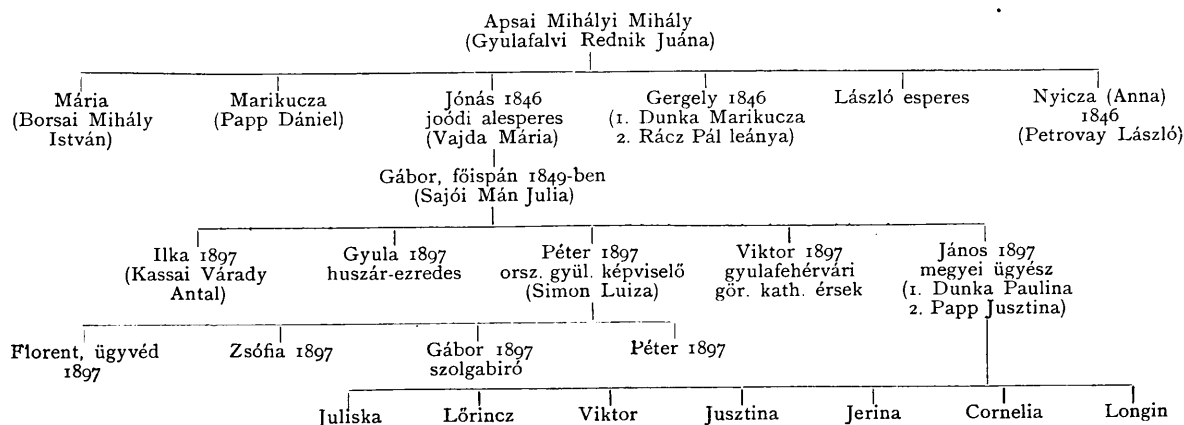 Apsai Mihályi Mihály
(Gyulafalvi Rednik Juána)
Mária
(Borsai Mihály
István)
Marikucza
(Papp Dániel)
Jónás 1846
joódi alesperes
(Vajda Mária)
Gergely 1846
(1. Dunka Marikucza
2. Rácz Pál leánya)
László esperes
Nyicza (Anna)
1846
(Petrovay László)
Gábor, főispán 1849-ben
(Sajói Mán Julia)
Ilka 1897
(Kassai Várady
Antal)
Gyula 1897
huszár-ezredes
Péter 1897
orsz. gyül. képviselő
(Simon Luiza)
Viktor 1897
gyulafehérvári
gör. kath. érsek
János 1897
megyei ügyész
(1. Dunka Paulina
2. Papp Jusztina)
Florent, ügyvéd
1897
Zsófia 1897
Gábor 1897
szolgabiró
Péter 1897
Juliska
Lőrincz
Viktor
Jusztina
Jerina
Cornelia
Longin